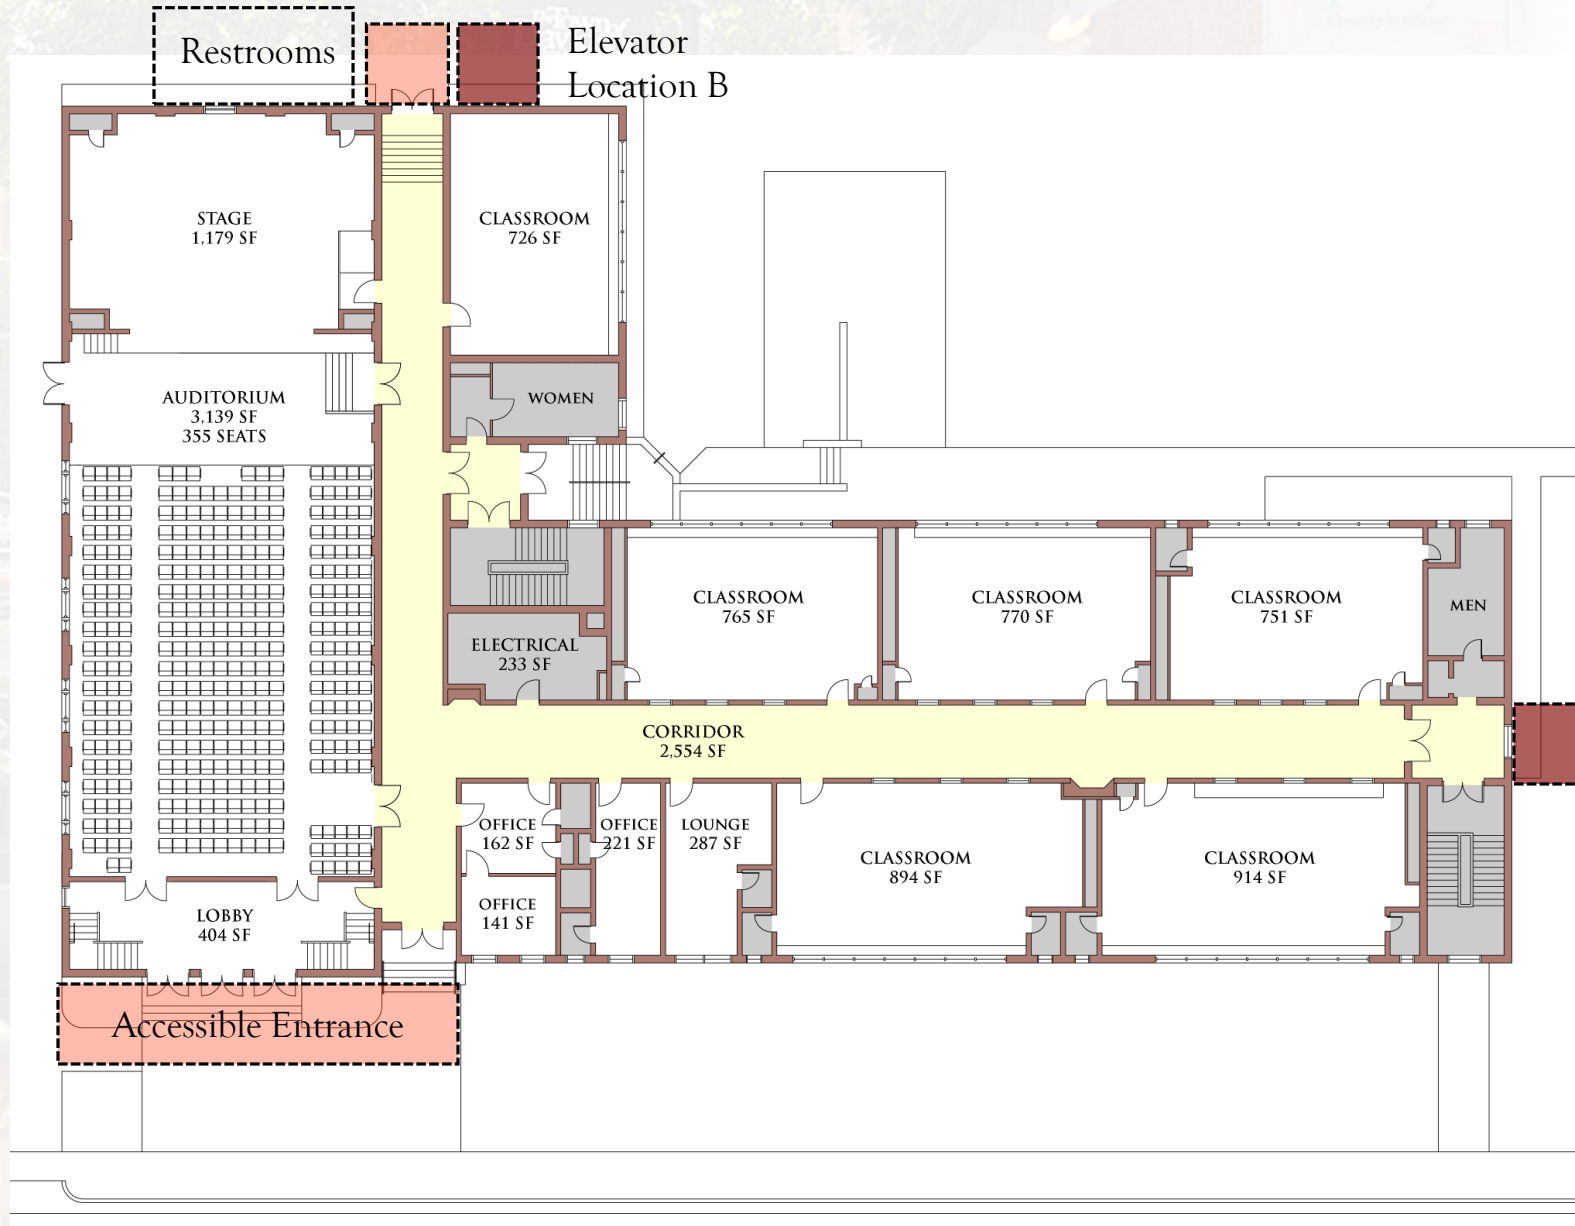 Restrooms
Elevator
Location B
STAGE
1,179 SF
CLASSROOM
726 SF
WOMEN
AUDITORIUM
3,139 SF
355 SEATS
CLASSROOM
765 SF
CLASSROOM
770 SF
CLASSROOM
751 SF
MEN
ELECTRICAL
233 SF
CORRIDOR
2,554 SF
OFFICE
162 SF
OFFICE
221 SF
LOUNGE
287 SF
CLASSROOM
894 SF
CLASSROOM
914 SF
OFFICE
141 SF
LOBBY
404 SF
Accessible Entrance